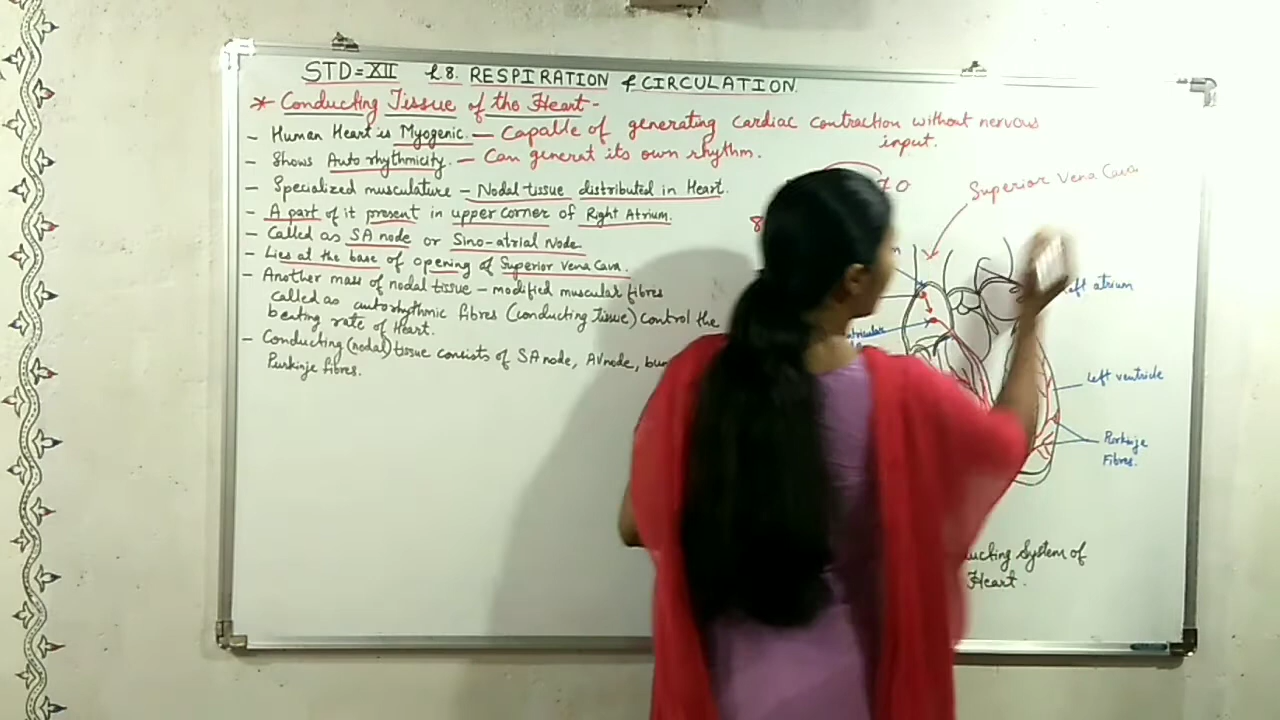 STD=XII L8. RESPIRATION & CIRCULATION
* Conducting Tissue of the Heart -
- Human Heart is Myogenic. — Capable of generating cardiac contraction without nervous
input.
- Shows Auto rhythmicity. — Can generat its own rhythm.
- Specialized musculature - Nodal tissue distributed in Heart.
- A part of it present in upper corner of Right Atrium.
- Called as SA node or Sino-atrial Node.
- Lies at the base of opening of Superior Vena Cava.
- Another mass of nodal tissue - modified muscular fibres
called as autorhythmic fibres (conducting Tissue) control the
beating rate of Heart.
- Conducting (nodal) tissue consists of SA node, AV node,
Purkinje fibres.
70
8
Superior Vena Cava
left atrium
left ventricle
Purkinje
Fibres.
System of
Heart.